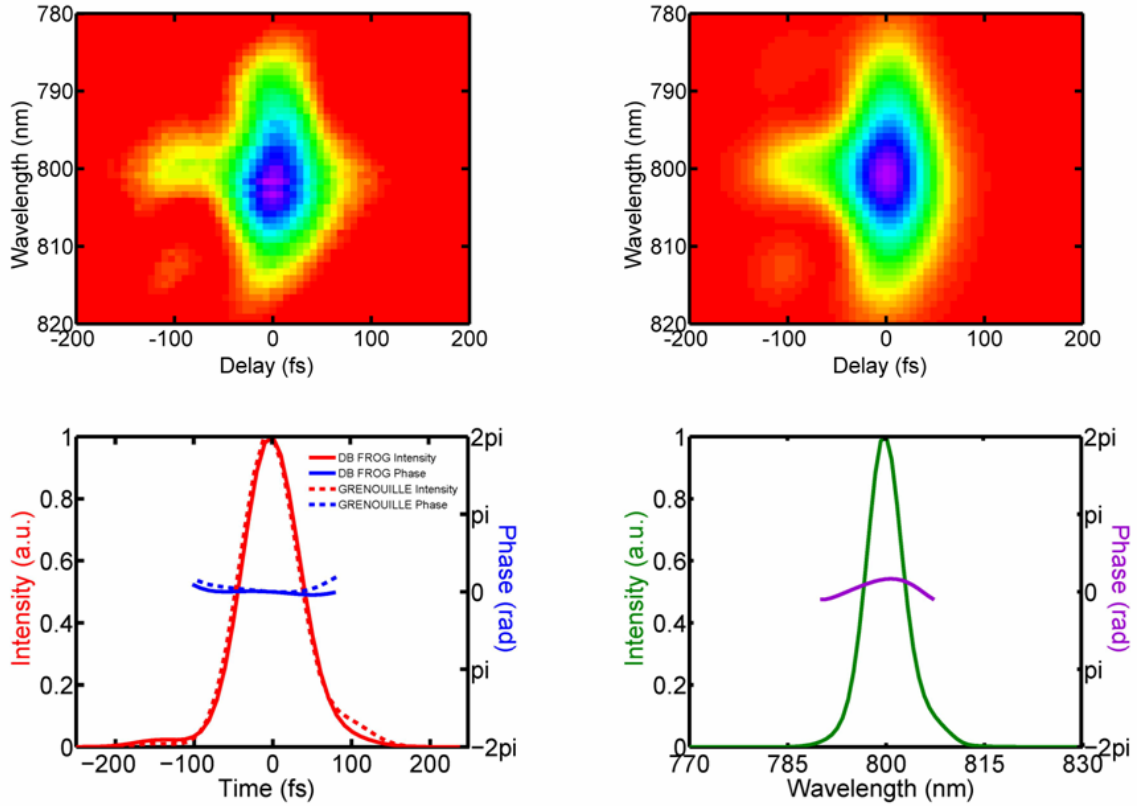 780
790
800
810
820
-200
-100
0
100
200
Wavelength (nm)
Delay (fs)
780
790
800
810
820
-200
-100
0
100
200
Wavelength (nm)
Delay (fs)
1
0.8
0.6
0.4
0.2
0
Intensity (a.u.)
DB FROG Intensity
DB FROG Phase
GRENOUILLE Intensity
GRENOUILLE Phase
2pi
pi
0
pi
−2pi
Phase (rad)
−200
−100
0
100
200
Time (fs)
1
0.8
0.6
0.4
0.2
0
Intensity (a.u.)
2pi
pi
0
pi
−2pi
Phase (rad)
770
785
800
815
830
Wavelength (nm)